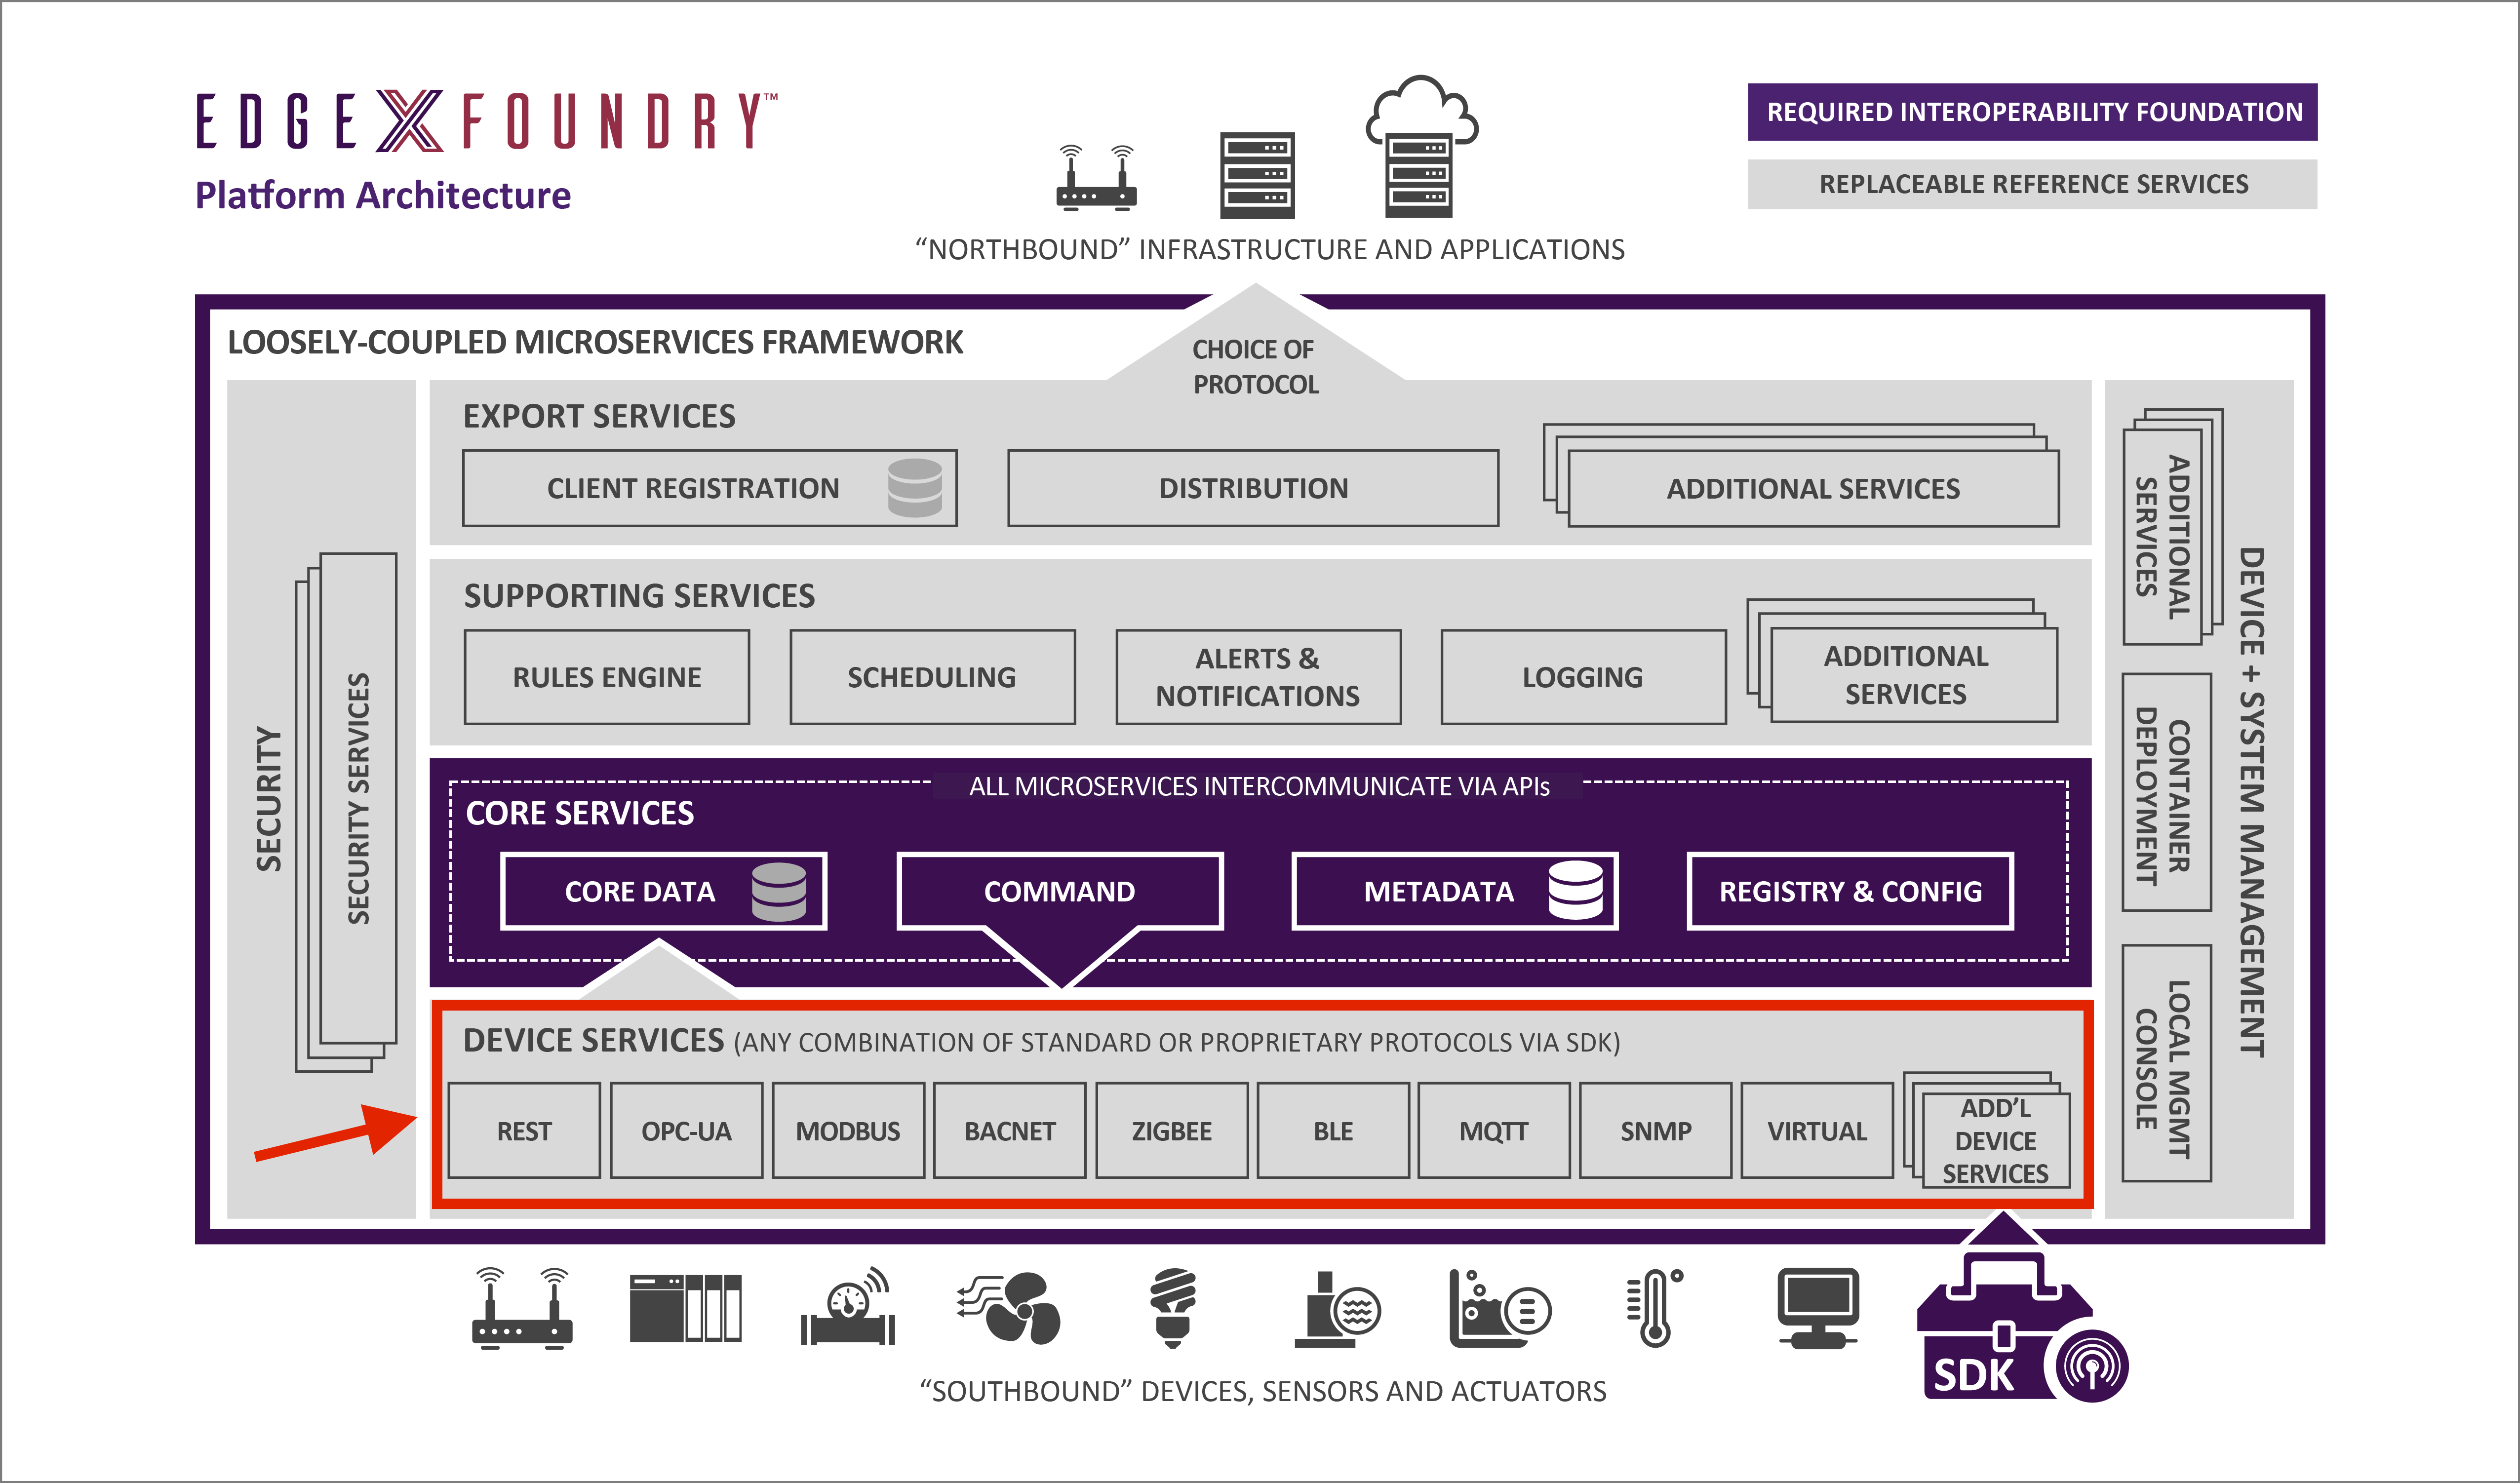 EDGE X FOUNDRY™
Platform Architecture
REQUIRED INTEROPERABILITY FOUNDATION
REPLACEABLE REFERENCE SERVICES
“NORTHBOUND” INFRASTRUCTURE AND APPLICATIONS
LOOSELY-COUPLED MICROSERVICES FRAMEWORK
CHOICE OF
PROTOCOL
SECURITY
SECURITY SERVICES
EXPORT SERVICES
CLIENT REGISTRATION
DISTRIBUTION
ADDITIONAL SERVICES
SUPPORTING SERVICES
RULES ENGINE
SCHEDULING
ALERTS &
NOTIFICATIONS
LOGGING
ADDITIONAL
SERVICES
ALL MICROSERVICES INTERCOMMUNICATE VIA APIs
CORE SERVICES
CORE DATA
COMMAND
METADATA
REGISTRY & CONFIG
DEVICE SERVICES (ANY COMBINATION OF STANDARD OR PROPRIETARY PROTOCOLS VIA SDK)
REST
OPC-UA
MODBUS
BACNET
ZIGBEE
BLE
MQTT
SNMP
VIRTUAL
ADD’L
DEVICE
SERVICES
DEVICE + SYSTEM MANAGEMENT
ADDITIONAL
SERVICES
CONTAINER
DEPLOYMENT
LOCAL MGMT
CONSOLE
SDK
“SOUTHBOUND” DEVICES, SENSORS AND ACTUATORS